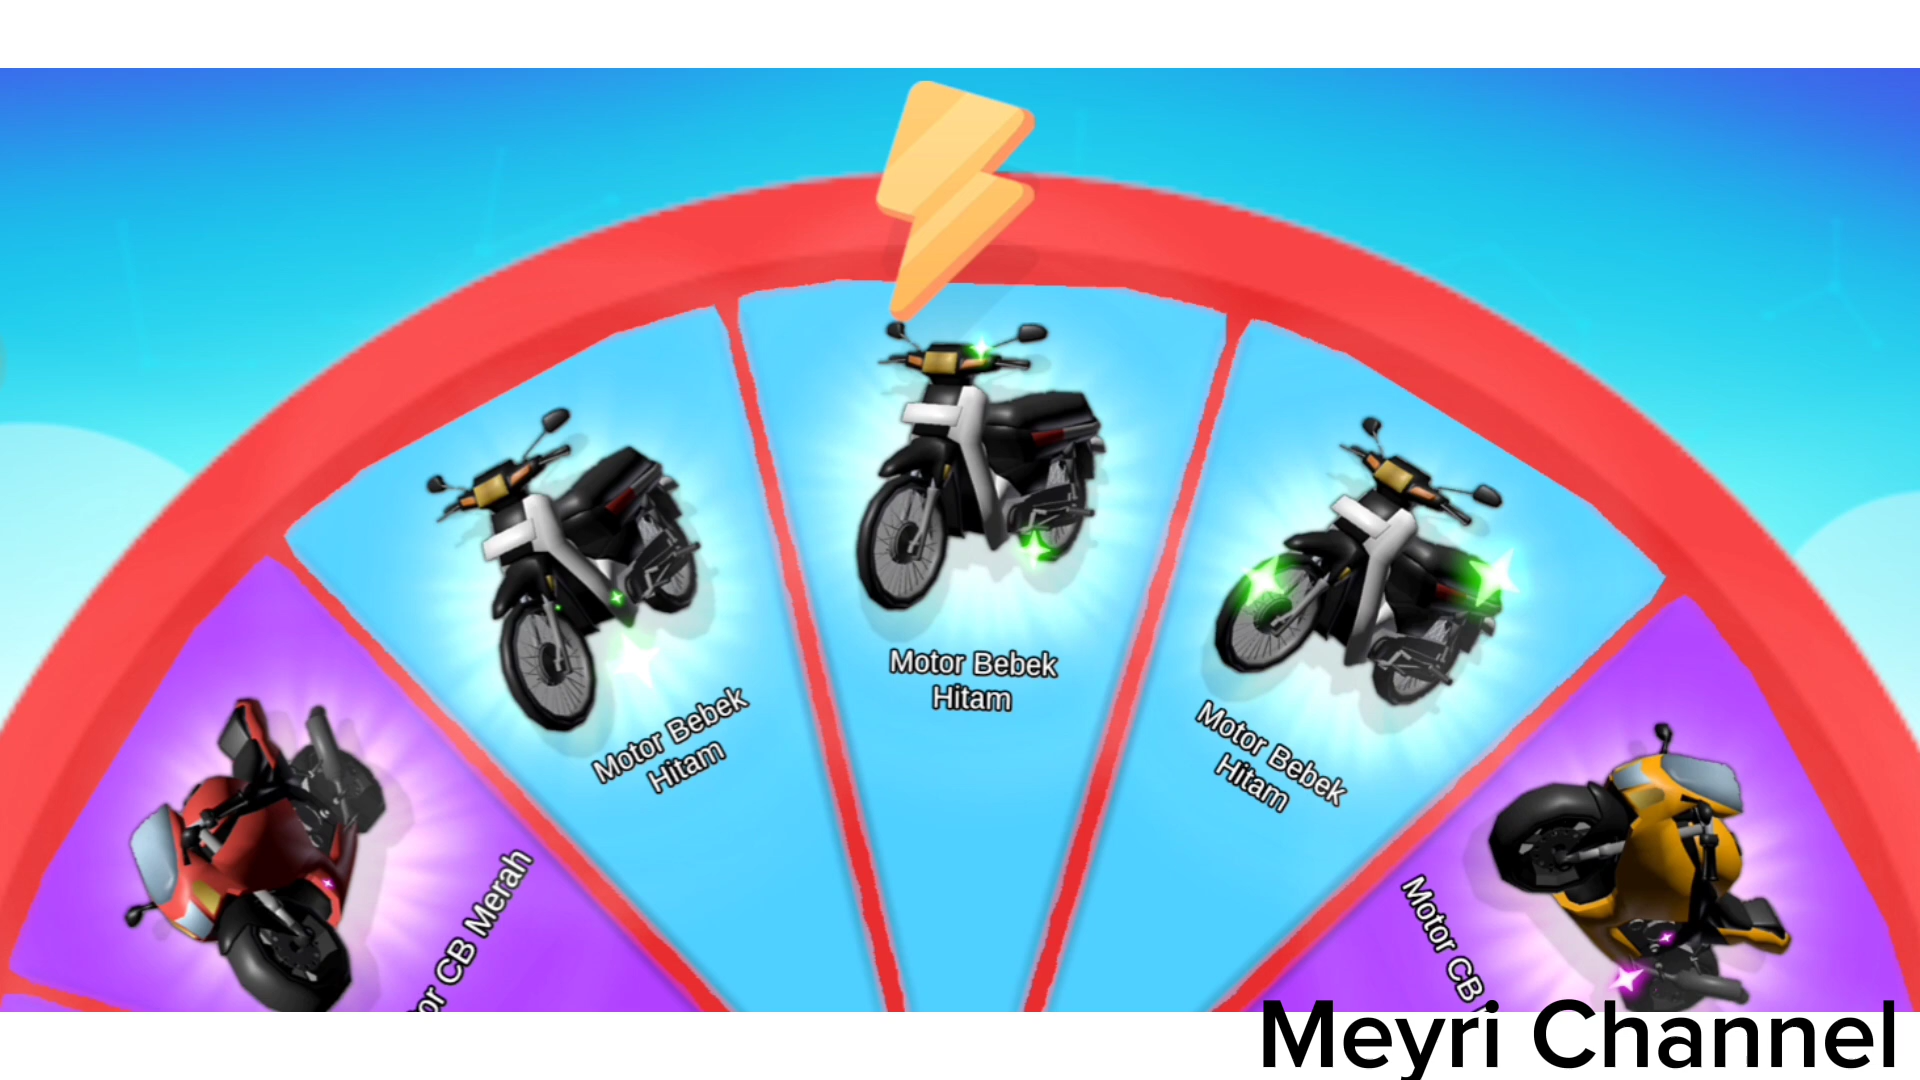 Motor Bebek
Hitam
Motor Bebek
Hitam
Motor Bebek
Hitam
CB Merah
Motor CB
Meyri Channel